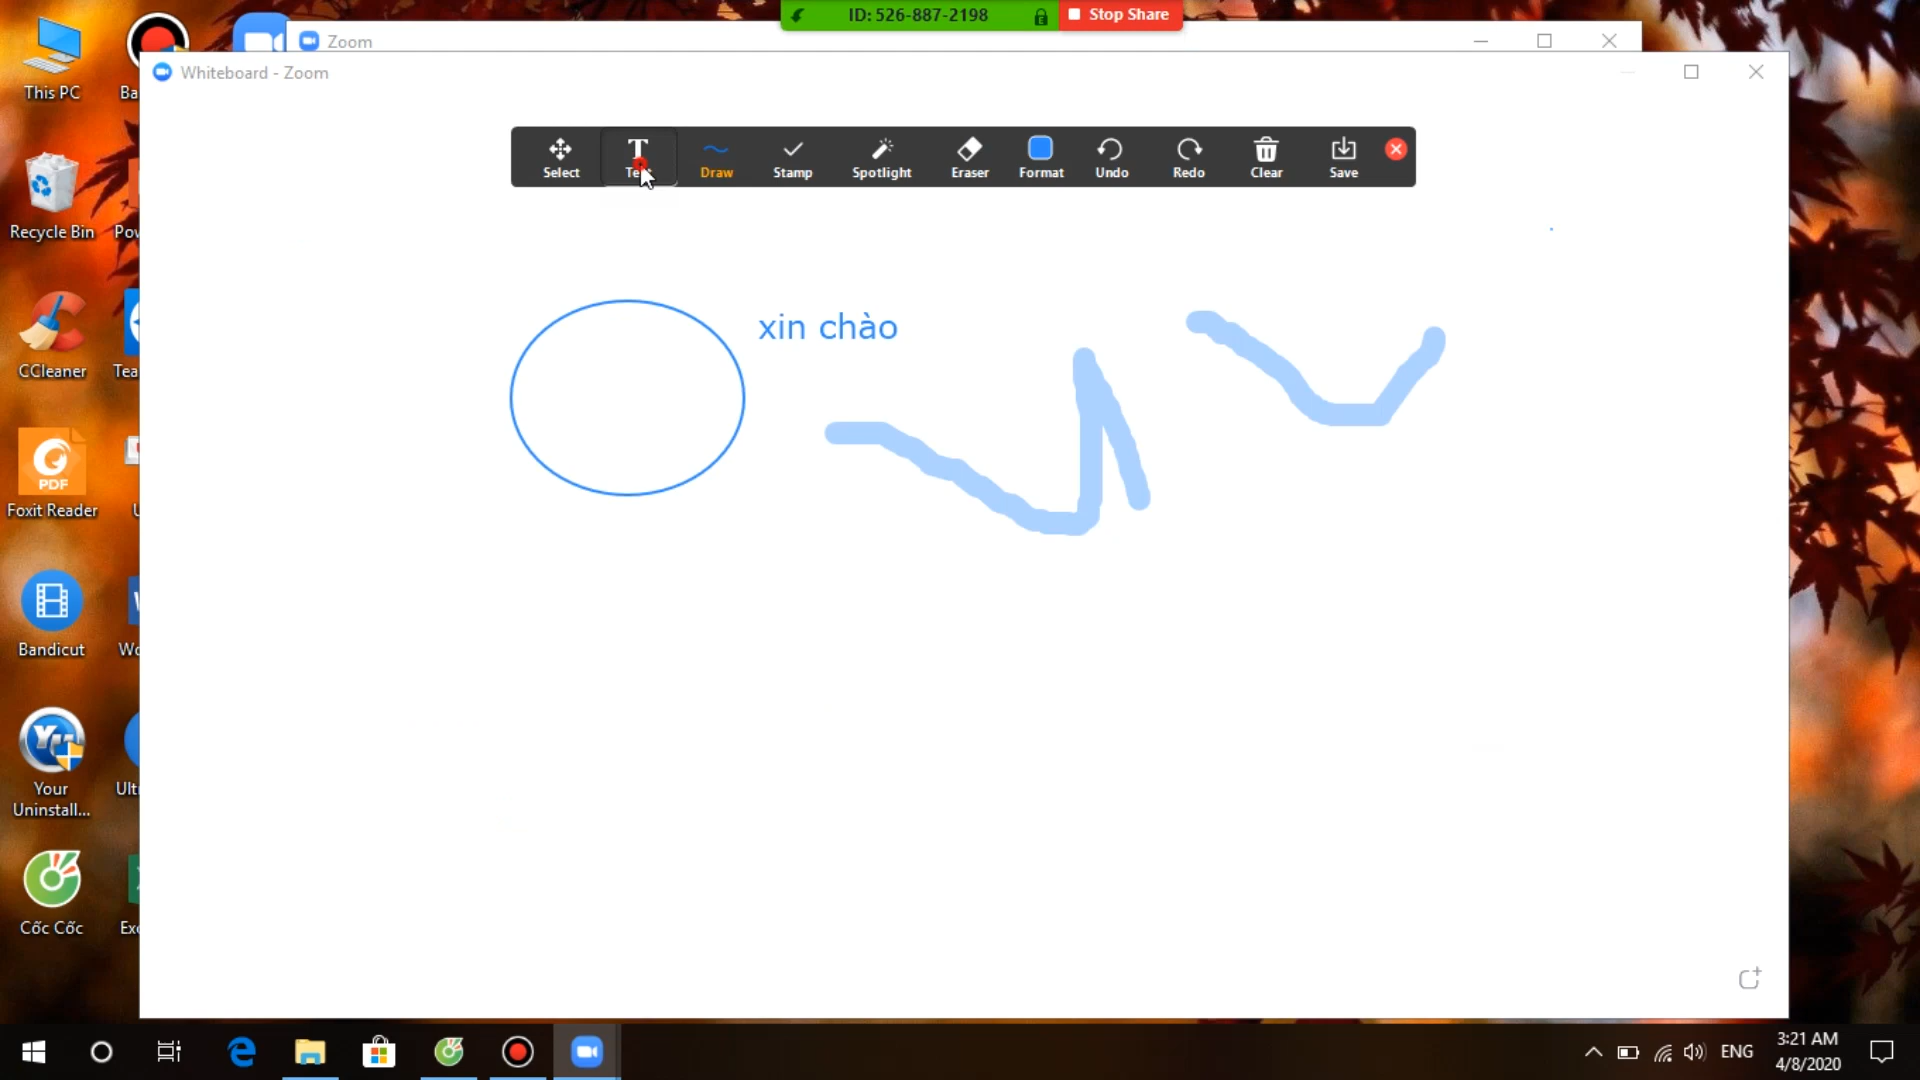 ID: 526-887-2198
Stop Share
Zoom
Whiteboard - Zoom
Select
Draw
Stamp
Spotlight
Eraser
Format
Undo
Redo
Clear
Save
xin chào
This PC
Recycle Bin
CCleaner
PDF
Foxit Reader
Bandicut
Your
Uninstall...
Cốc Cốc
ENG
3:21 AM
4/8/2020